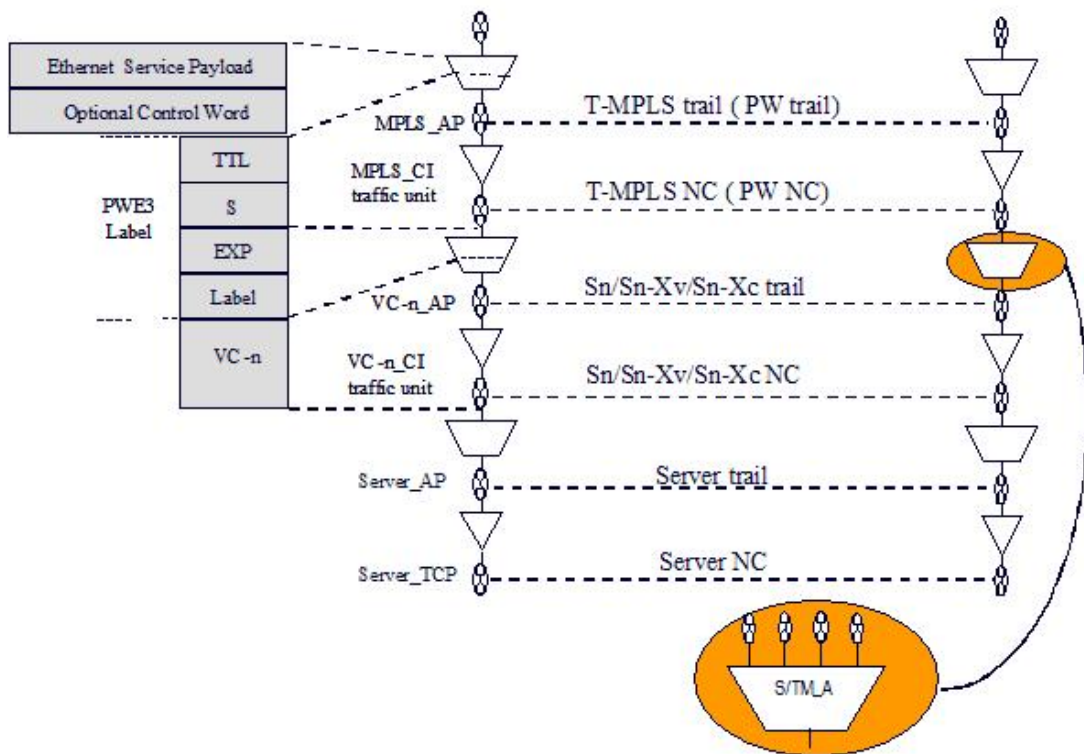 Ethernet Service Payload
Optional Control Word
TTL
S
EXP
Label
VC-n
PWE3
Label
MPLS_AP
MPLS_CI
traffic unit
VC-n_AP
VC-n_CI
traffic unit
Server_AP
Server_TCP
T-MPLS trail ( PW trail)
T-MPLS NC ( PW NC)
Sn/Sn-Xv/Sn-Xc trail
Sn/Sn-Xv/Sn-Xc NC
Server trail
Server NC
S/TM_A